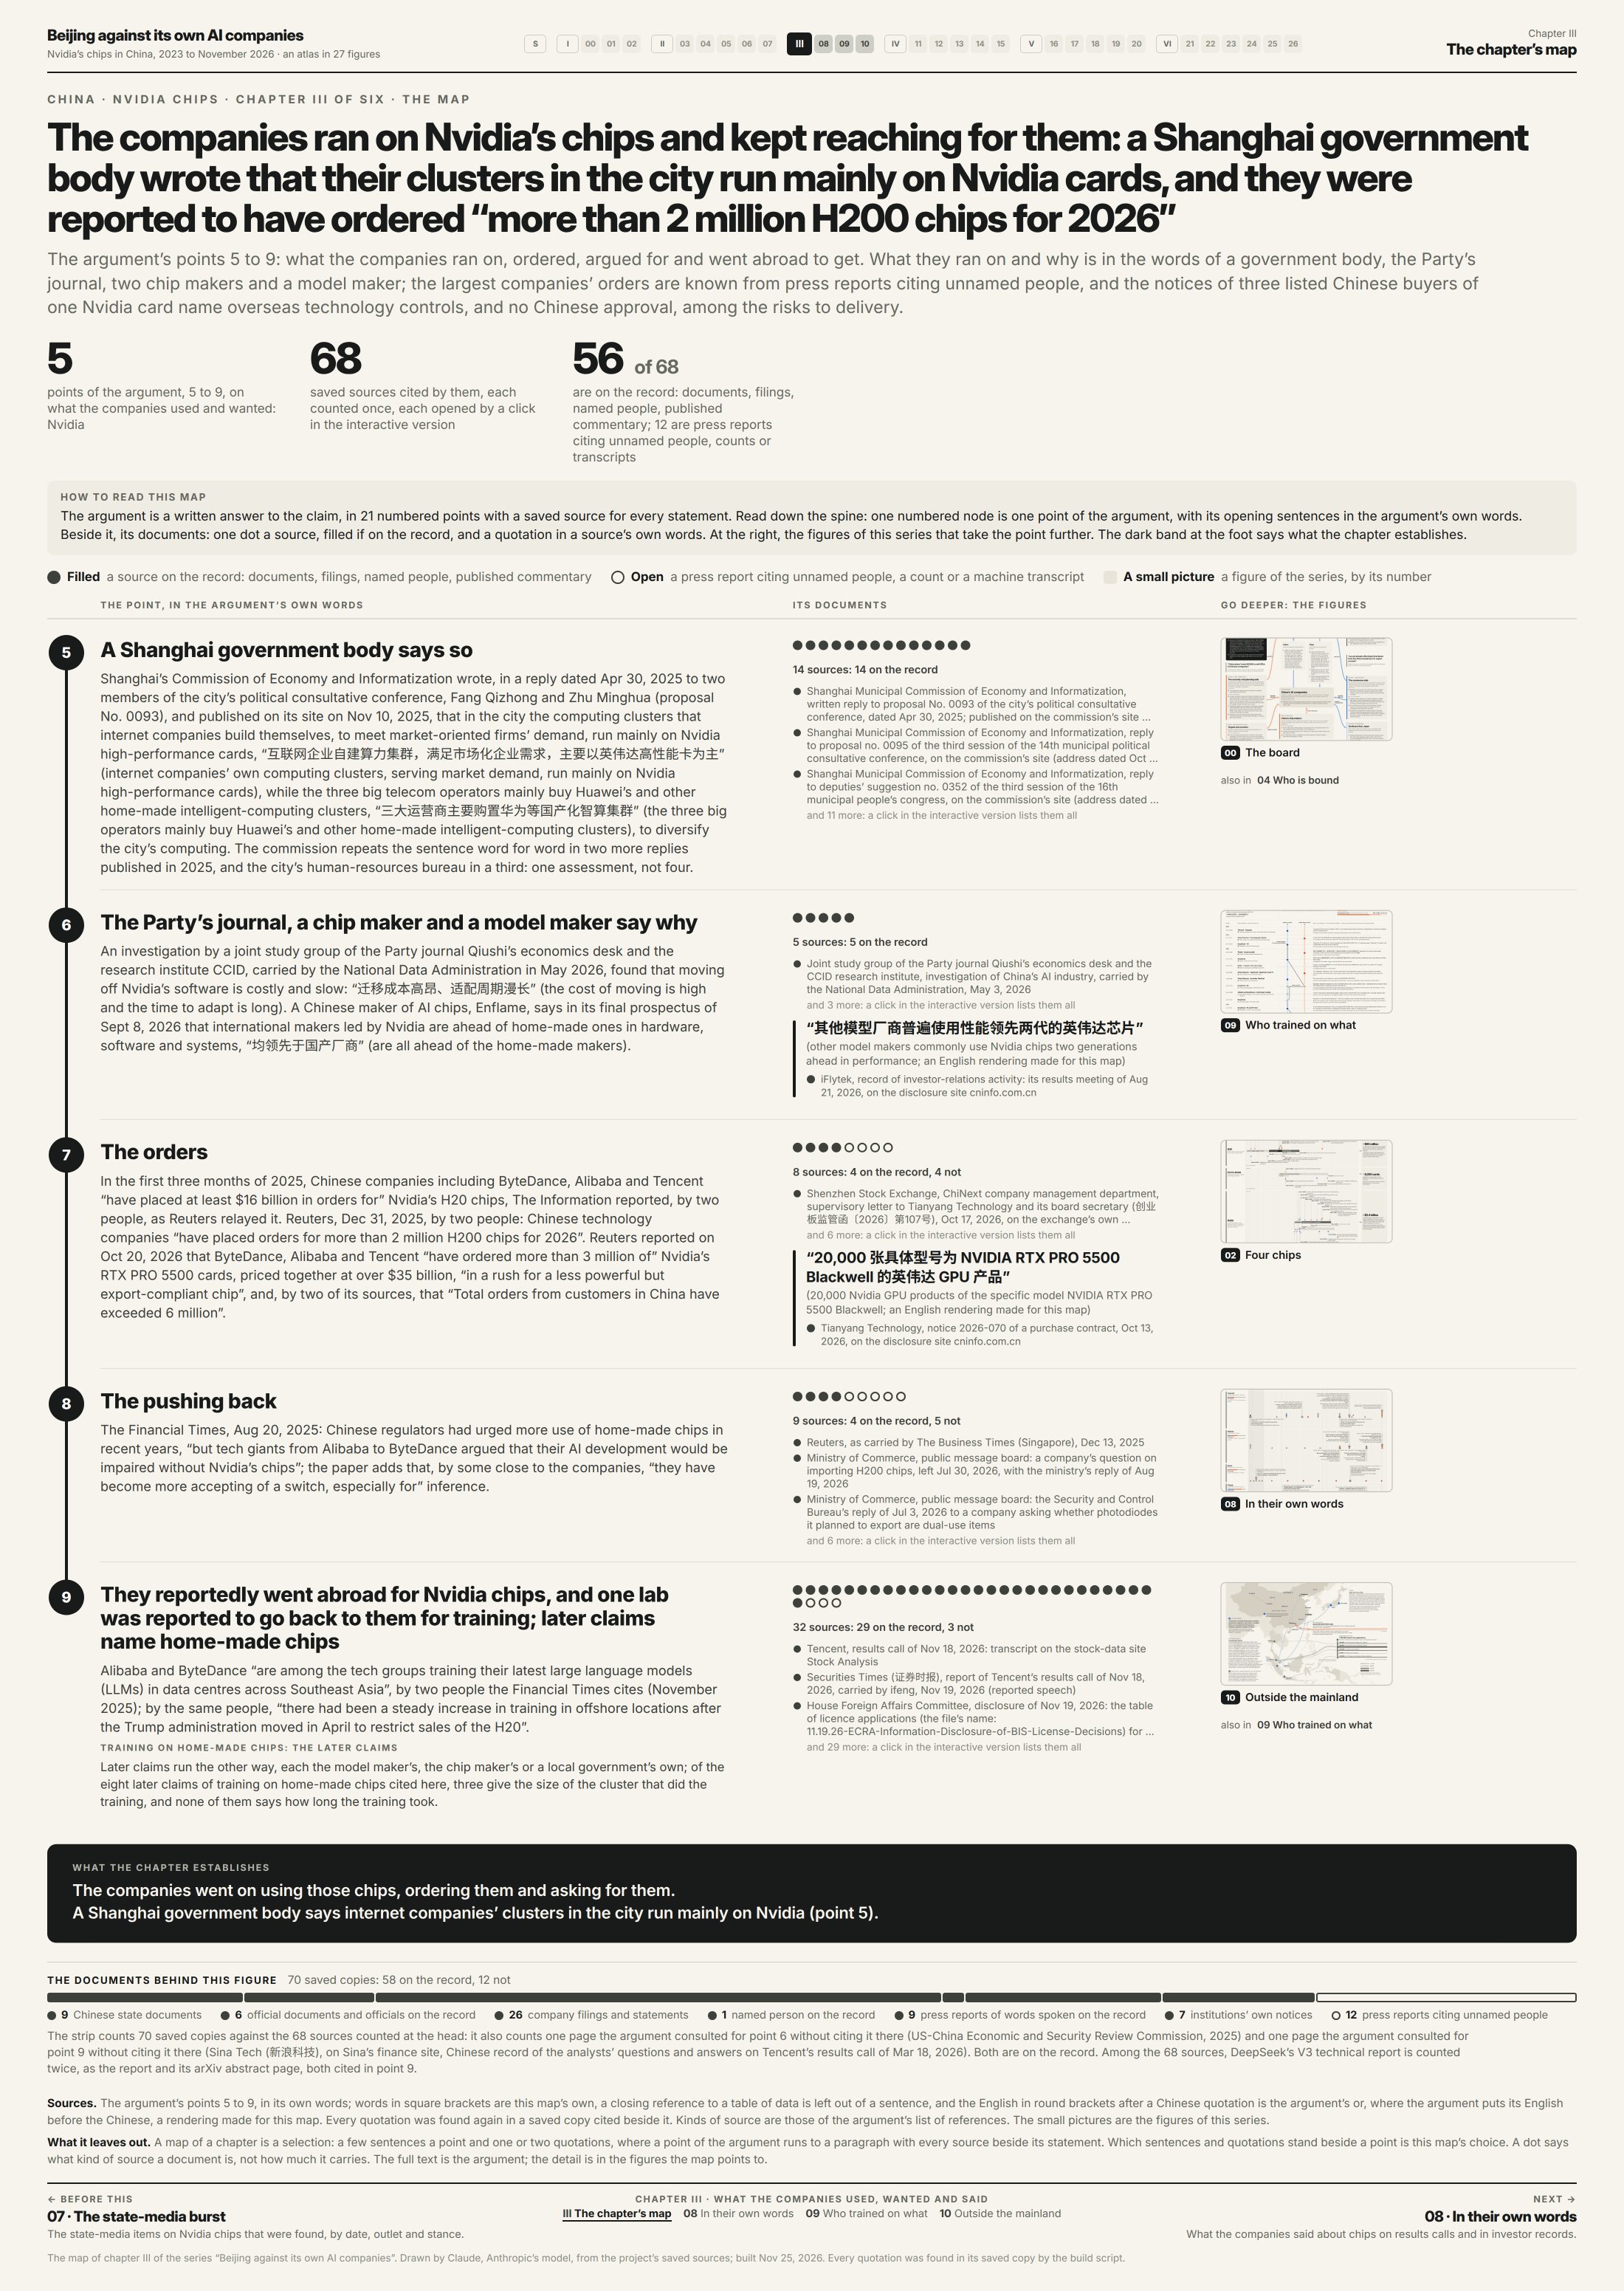 Beijing against its own AI companies
Nvidia's chips in China, 2023 to November 2026 · an atlas in 27 figures
S I 00 01 02 II 03 04 05 06 07 III 08 09 10 IV 11 12 13 14 15 V 16 17 18 19 20 VI 21 22 23 24 25 26
Chapter III
The chapter's map
CHINA · NVIDIA CHIPS · CHAPTER III OF SIX · THE MAP
The companies ran on Nvidia's chips and kept reaching for them: a Shanghai government
body wrote that their clusters in the city run mainly on Nvidia cards, and they were
reported to have ordered “more than 2 million H200 chips for 2026”
The argument's points 5 to 9: what the companies ran on, ordered, argued for and went abroad to get. What they ran on and why is in the words of a government body, the Party's
journal, two chip makers and a model maker; the largest companies' orders are known from press reports citing unnamed people, and the notices of three listed Chinese buyers of
one Nvidia card name overseas technology controls, and no Chinese approval, among the risks to delivery.
5
points of the argument, 5 to 9, on
what the companies used and wanted:
Nvidia
68
saved sources cited by them, each
counted once, each opened by a click
in the interactive version
56 of 68
are on the record: documents, filings,
named people, published
commentary; 12 are press reports
citing unnamed people, counts or
transcripts
HOW TO READ THIS MAP
The argument is a written answer to the claim, in 21 numbered points with a saved source for every statement. Read down the spine: one numbered node is one point of the argument, with its opening sentences in the argument's own words.
Beside it, its documents: one dot a source, filled if on the record, and a quotation in a source's own words. At the right, the figures of this series that take the point further. The dark band at the foot says what the chapter establishes.
Filled a source on the record: documents, filings, named people, published commentary
Open a press report citing unnamed people, a count or a machine transcript
A small picture a figure of the series, by its number
THE POINT, IN THE ARGUMENT'S OWN WORDS
ITS DOCUMENTS
GO DEEPER: THE FIGURES
5
A Shanghai government body says so
Shanghai's Commission of Economy and Informatization wrote, in a reply dated Apr 30, 2025 to two
members of the city's political consultative conference, Fang Qizhong and Zhu Minghua (proposal
No. 0093), and published on its site on Nov 10, 2025, that in the city the computing clusters that
internet companies build themselves, to meet market-oriented firms' demand, run mainly on Nvidia
high-performance cards, “互联网企业自建算力集群，满足市场化企业需求，主要以英伟达高性能卡为主”
(internet companies' own computing clusters, serving market demand, run mainly on Nvidia
high-performance cards), while the three big telecom operators mainly buy Huawei's and other
home-made intelligent-computing clusters, “三大运营商主要购置华为等国产化智算集群” (the three big
operators mainly buy Huawei's and other home-made intelligent-computing clusters), to diversify
the city's computing. The commission repeats the sentence word for word in two more replies
published in 2025, and the city's human-resources bureau in a third: one assessment, not four.
14 sources: 14 on the record
Shanghai Municipal Commission of Economy and Informatization,
written reply to proposal No. 0093 of the city's political consultative
conference, dated Apr 30, 2025; published on the commission's site ...
Shanghai Municipal Commission of Economy and Informatization, reply
to proposal no. 0095 of the third session of the 14th municipal political
consultative conference, on the commission's site (address dated Oct ...
Shanghai Municipal Commission of Economy and Informatization, reply
to deputies' suggestion no. 0352 of the third session of the 16th
municipal people's congress, on the commission's site (address dated ...
and 11 more: a click in the interactive version lists them all
00 The board
also in 04 Who is bound
6
The Party's journal, a chip maker and a model maker say why
An investigation by a joint study group of the Party journal Qiushi's economics desk and the
research institute CCID, carried by the National Data Administration in May 2026, found that moving
off Nvidia's software is costly and slow: “迁移成本高昂、适配周期漫长” (the cost of moving is high
and the time to adapt is long). A Chinese maker of AI chips, Enflame, says in its final prospectus of
Sept 8, 2026 that international makers led by Nvidia are ahead of home-made ones in hardware,
software and systems, “均领先于国产厂商” (are all ahead of the home-made makers).
5 sources: 5 on the record
Joint study group of the Party journal Qiushi's economics desk and the
CCID research institute, investigation of China's AI industry, carried by
the National Data Administration, May 3, 2026
and 3 more: a click in the interactive version lists them all
“其他模型厂商普遍使用性能领先两代的英伟达芯片”
(other model makers commonly use Nvidia chips two generations
ahead in performance; an English rendering made for this map)
iFlytek, record of investor-relations activity: its results meeting of Aug
21, 2026, on the disclosure site cninfo.com.cn
09 Who trained on what
7
The orders
In the first three months of 2025, Chinese companies including ByteDance, Alibaba and Tencent
“have placed at least $16 billion in orders for” Nvidia's H20 chips, The Information reported, by two
people, as Reuters relayed it. Reuters, Dec 31, 2025, by two people: Chinese technology
companies “have placed orders for more than 2 million H200 chips for 2026”. Reuters reported on
Oct 20, 2026 that ByteDance, Alibaba and Tencent “have ordered more than 3 million of” Nvidia's
RTX PRO 5500 cards, priced together at over $35 billion, “in a rush for a less powerful but
export-compliant chip”, and, by two of its sources, that “Total orders from customers in China have
exceeded 6 million”.
8 sources: 4 on the record, 4 not
Shenzhen Stock Exchange, ChiNext company management department,
supervisory letter to Tianyang Technology and its board secretary (创业
板监管函〔2026〕第107号), Oct 17, 2026, on the exchange's own ...
and 6 more: a click in the interactive version lists them all
“20,000 张具体型号为 NVIDIA RTX PRO 5500
Blackwell 的英伟达 GPU 产品”
(20,000 Nvidia GPU products of the specific model NVIDIA RTX PRO
5500 Blackwell; an English rendering made for this map)
Tianyang Technology, notice 2026-070 of a purchase contract, Oct 13,
2026, on the disclosure site cninfo.com.cn
02 Four chips
8
The pushing back
The Financial Times, Aug 20, 2025: Chinese regulators had urged more use of home-made chips in
recent years, “but tech giants from Alibaba to ByteDance argued that their AI development would be
impaired without Nvidia's chips”; the paper adds that, by some close to the companies, “they have
become more accepting of a switch, especially for” inference.
9 sources: 4 on the record, 5 not
Reuters, as carried by The Business Times (Singapore), Dec 13, 2025
Ministry of Commerce, public message board: a company's question on
importing H200 chips, left Jul 30, 2026, with the ministry's reply of Aug
19, 2026
Ministry of Commerce, public message board: the Security and Control
Bureau's reply of Jul 3, 2026 to a company asking whether photodiodes
it planned to export are dual-use items
and 6 more: a click in the interactive version lists them all
08 In their own words
9
They reportedly went abroad for Nvidia chips, and one lab
was reported to go back to them for training; later claims
name home-made chips
Alibaba and ByteDance “are among the tech groups training their latest large language models
(LLMs) in data centres across Southeast Asia”, by two people the Financial Times cites (November
2025); by the same people, “there had been a steady increase in training in offshore locations after
the Trump administration moved in April to restrict sales of the H20”.
TRAINING ON HOME-MADE CHIPS: THE LATER CLAIMS
Later claims run the other way, each the model maker's, the chip maker's or a local government's own; of the
eight later claims of training on home-made chips cited here, three give the size of the cluster that did the
training, and none of them says how long the training took.
32 sources: 29 on the record, 3 not
Tencent, results call of Nov 18, 2026: transcript on the stock-data site
Stock Analysis
Securities Times (证券时报), report of Tencent's results call of Nov 18,
2026, carried by ifeng, Nov 19, 2026 (reported speech)
House Foreign Affairs Committee, disclosure of Nov 19, 2026: the table
of licence applications (the file's name:
11.19.26-ECRA-Information-Disclosure-of-BIS-License-Decisions) for ...
and 29 more: a click in the interactive version lists them all
10 Outside the mainland
also in 09 Who trained on what
WHAT THE CHAPTER ESTABLISHES
The companies went on using those chips, ordering them and asking for them.
A Shanghai government body says internet companies' clusters in the city run mainly on Nvidia (point 5).
THE DOCUMENTS BEHIND THIS FIGURE 70 saved copies: 58 on the record, 12 not
9 Chinese state documents 6 official documents and officials on the record 26 company filings and statements 1 named person on the record 9 press reports of words spoken on the record 7 institutions' own notices 12 press reports citing unnamed people
The strip counts 70 saved copies against the 68 sources counted at the head: it also counts one page the argument consulted for point 6 without citing it there (US-China Economic and Security Review Commission, 2025) and one page the argument consulted for
point 9 without citing it there (Sina Tech (新浪科技), on Sina's finance site, Chinese record of the analysts' questions and answers on Tencent's results call of Mar 18, 2026). Both are on the record. Among the 68 sources, DeepSeek's V3 technical report is counted
twice, as the report and its arXiv abstract page, both cited in point 9.
Sources. The argument's points 5 to 9, in its own words; words in square brackets are this map's own, a closing reference to a table of data is left out of a sentence, and the English in round brackets after a Chinese quotation is the argument's or, where the argument puts its English
before the Chinese, a rendering made for this map. Every quotation was found again in a saved copy cited beside it. Kinds of source are those of the argument's list of references. The small pictures are the figures of this series.
What it leaves out. A map of a chapter is a selection: a few sentences a point and one or two quotations, where a point of the argument runs to a paragraph with every source beside its statement. Which sentences and quotations stand beside a point is this map's choice. A dot says
what kind of source a document is, not how much it carries. The full text is the argument; the detail is in the figures the map points to.
← BEFORE THIS
07 · The state-media burst
The state-media items on Nvidia chips that were found, by date, outlet and stance.
CHAPTER III · WHAT THE COMPANIES USED, WANTED AND SAID
III The chapter's map 08 In their own words 09 Who trained on what 10 Outside the mainland
NEXT →
08 · In their own words
What the companies said about chips on results calls and in investor records.
The map of chapter III of the series “Beijing against its own AI companies”. Drawn by Claude, Anthropic's model, from the project's saved sources; built Nov 25, 2026. Every quotation was found in its saved copy by the build script.